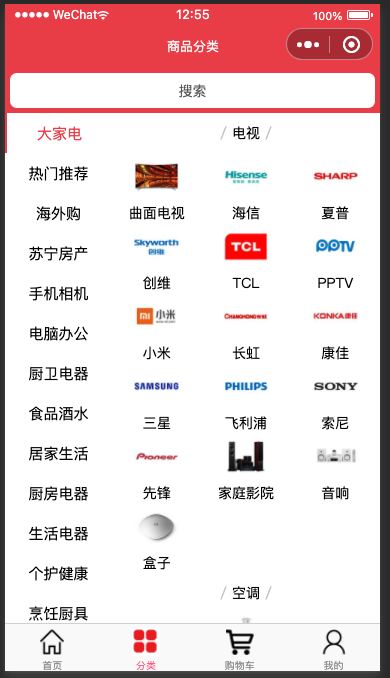 WeChat 12:55 100%
商品分类
搜索
大家电
热门推荐
海外购
苏宁房产
手机相机
电脑办公
厨卫电器
食品酒水
居家生活
厨房电器
生活电器
个护健康
烹饪厨具
/ 电视 /
Hisense SHARP
曲面电视 海信 夏普
Skyworth
创维 TCL PPTV
创维 TCL PPTV
小米 CHANGHONG KONKA康佳
小米 长虹 康佳
SAMSUNG PHILIPS SONY
三星 飞利浦 索尼
Pioneer
先锋 家庭影院 音响
盒子
/ 空调 /
首页 分类 购物车 我的